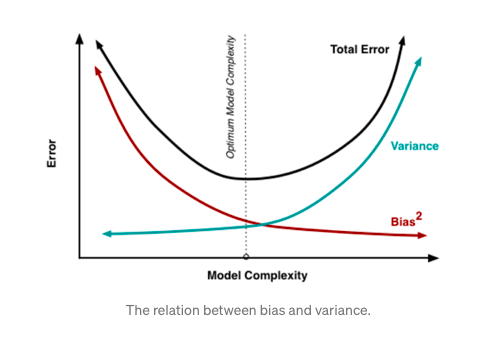 Total Error
Optimum Model Complexity
Variance
Error
Bias2
Model Complexity
The relation between bias and variance.